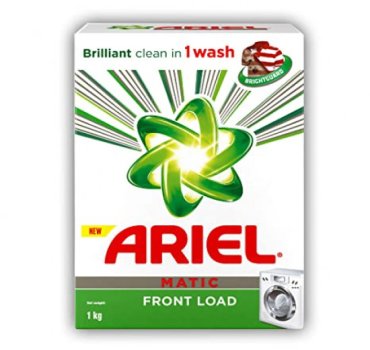 Brilliant clean in 1 wash
BRIGHTGUARD
NEW
ARIEL®
MATIC
FRONT LOAD
Net weight:
1 kg